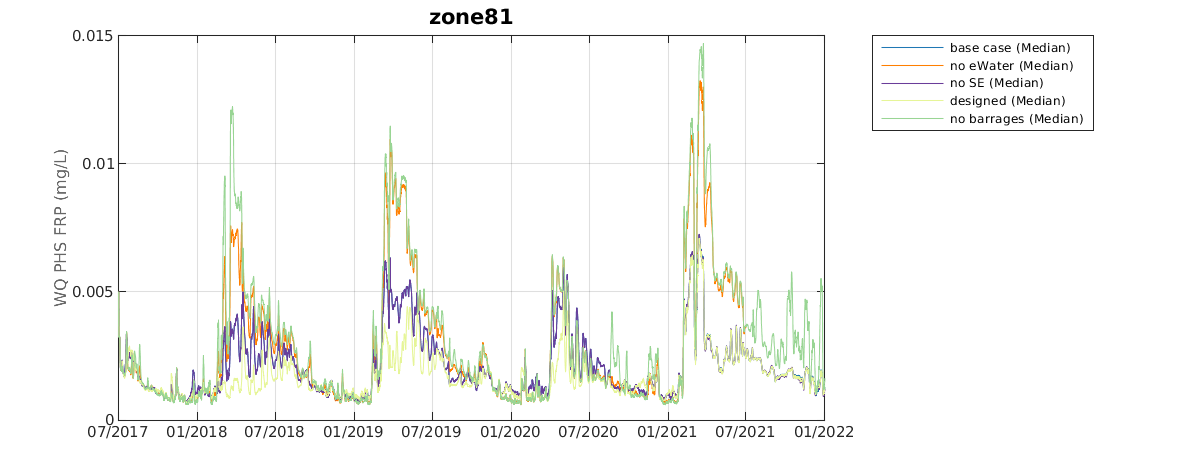 zone81
0.015
0.01
0.005
0
WQ PHS FRP (mg/L)
07/2017 01/2018 07/2018 01/2019 07/2019 01/2020 07/2020 01/2021 07/2021 01/2022
base case (Median)
no eWater (Median)
no SE (Median)
designed (Median)
no barrages (Median)